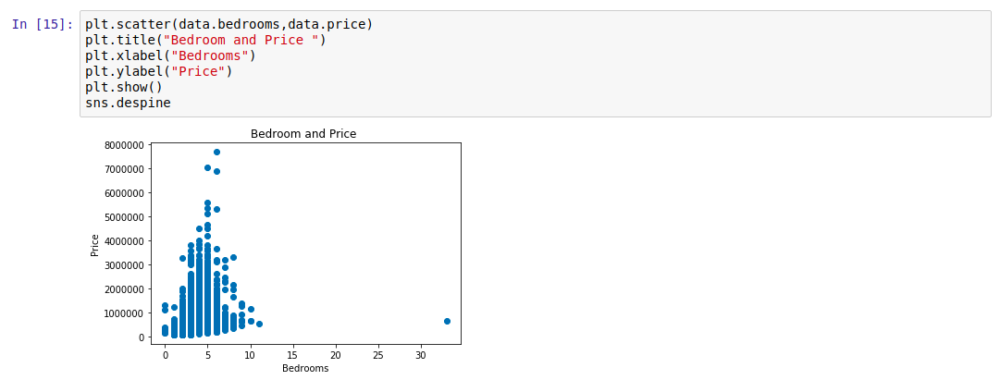 In [15]: plt.scatter(data.bedrooms,data.price)
plt.title("Bedroom and Price ")
plt.xlabel("Bedrooms")
plt.ylabel("Price")
plt.show()
sns.despine
Bedroom and Price
8000000
7000000
6000000
5000000
4000000
3000000
2000000
1000000
0
Price
0 5 10 15 20 25 30
Bedrooms